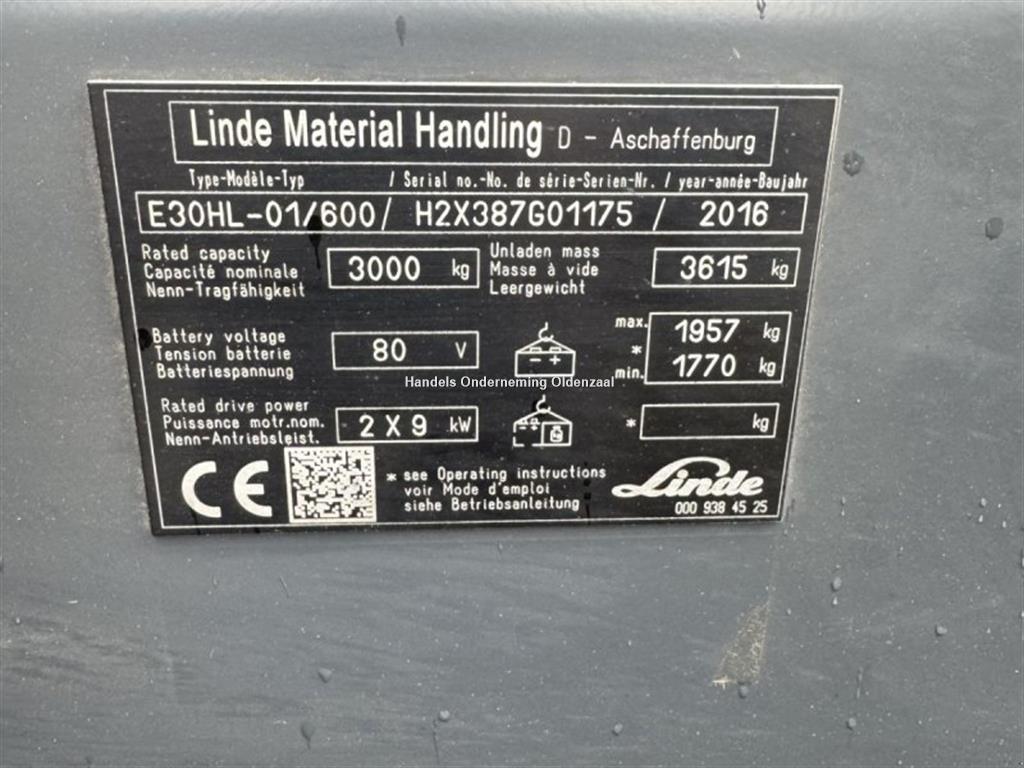 Linde Material Handling D - Aschaffenburg
Type-Modèle-Typ / Serial no.-No. de série-Serien-Nr. / year-année-Baujahr
E30HL-01/600 / H2X387G01175 / 2016
Rated capacity
Capacité nominale
Nenn-Tragfähigkeit
3000 kg
Unladen mass
Masse à vide
Leergewicht
3615 kg
Battery voltage
Tension batterie
Batteriespannung
80 V
max. 1957 kg
*
min. 1770 kg
Handels Onderneming Oldenzaal
Rated drive power
Puissance motr.nom.
Nenn-Antriebsleist.
2 X 9 kW
* kg
CE
* see Operating instructions
voir Mode d'emploi
siehe Betriebsanleitung
Linde
000 938 45 25